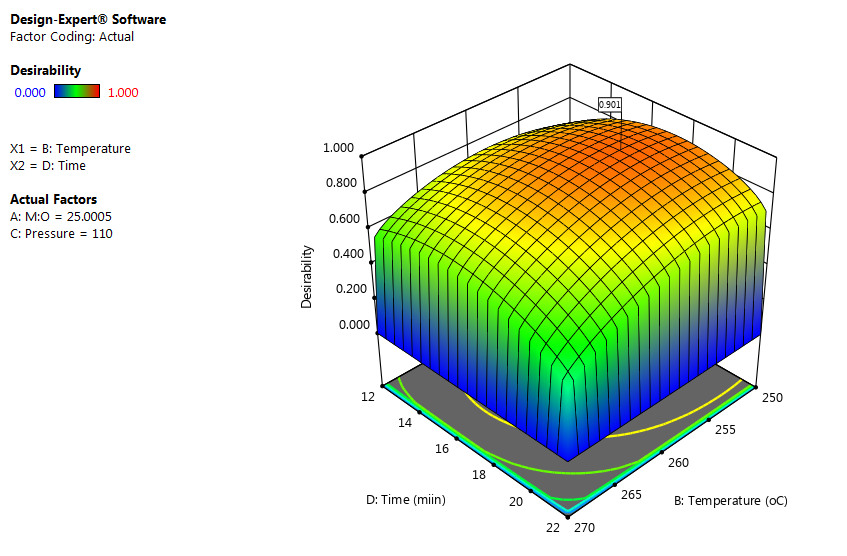 Design-Expert® Software
Factor Coding: Actual
Desirability
0.000 1.000
X1 = B: Temperature
X2 = D: Time
Actual Factors
A: M:O = 25.0005
C: Pressure = 110
0.901
1.000
0.800
0.600
0.400
0.200
0.000
Desirability
12
14
16
18
20
22
D: Time (miin)
250
255
260
265
270
B: Temperature (oC)